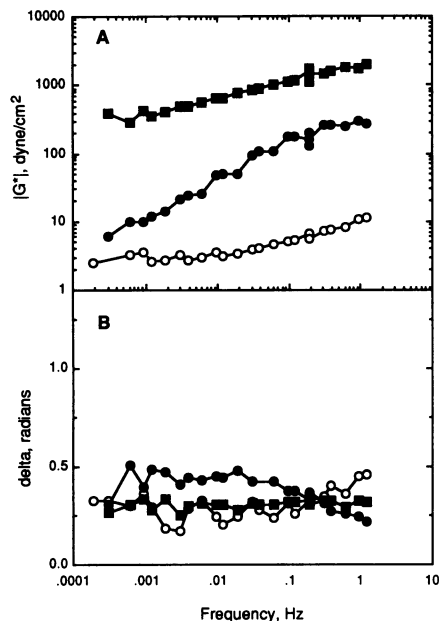 10000
A
1000
100
10
1
|G*|, dyne/cm²
B
1.0
0.5
0.0
delta, radians
.0001
.001
.01
.1
1
10
Frequency, Hz